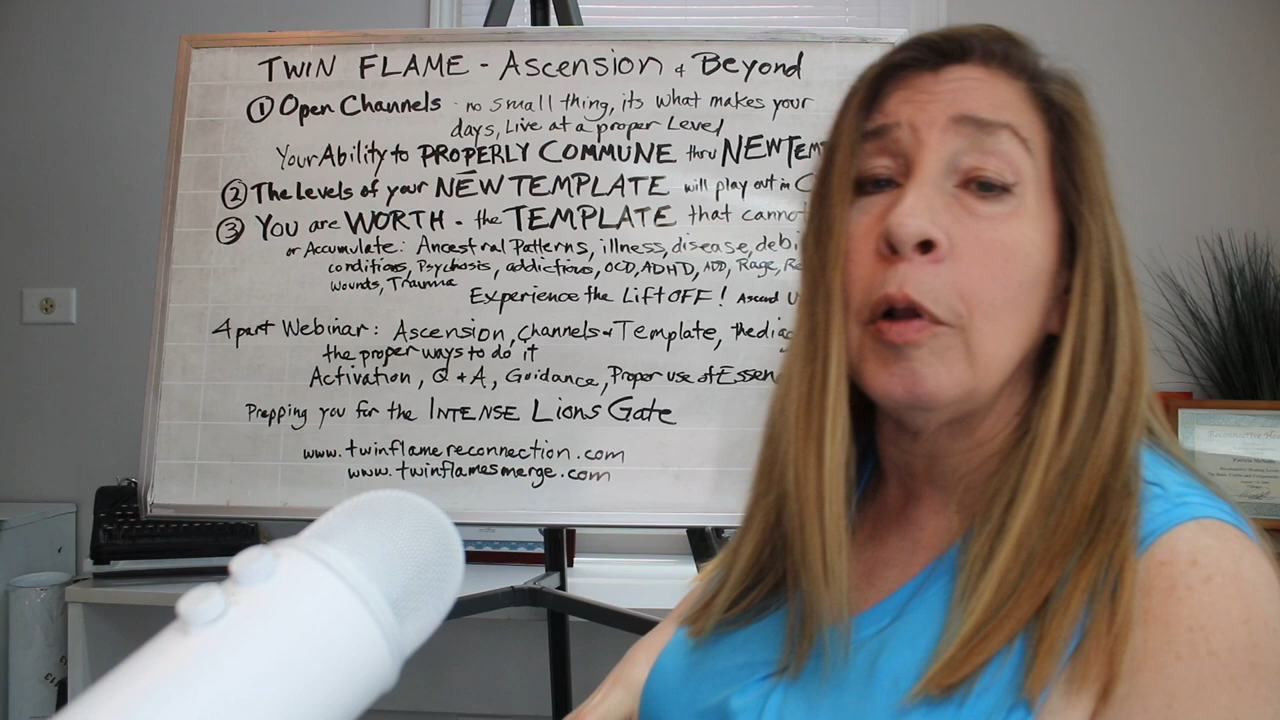 TWIN FLAME - Ascension & Beyond
① Open Channels - no small thing, its what makes your
days, Live at a proper Level
Your Ability to PROPERLY COMMUNE thru NEW
② The Levels of your NEW TEMPLATE will play out in
③ You are WORTH - the TEMPLATE that cannot
or Accumulate: Ancestral Patterns, illness, disease,
conditions, Psychosis, addictions, OCD, ADHD, ADD, Rage,
wounds, Trauma
Experience the LiftOFF! Ascend
4 part Webinar: Ascension, Channels & Template,
the proper ways to do it
Activation, Q & A, Guidance, Proper use of
Prepping you for the INTENSE Lions Gate
www.twinflamereconnection.com
www.twinflamesmerge.com